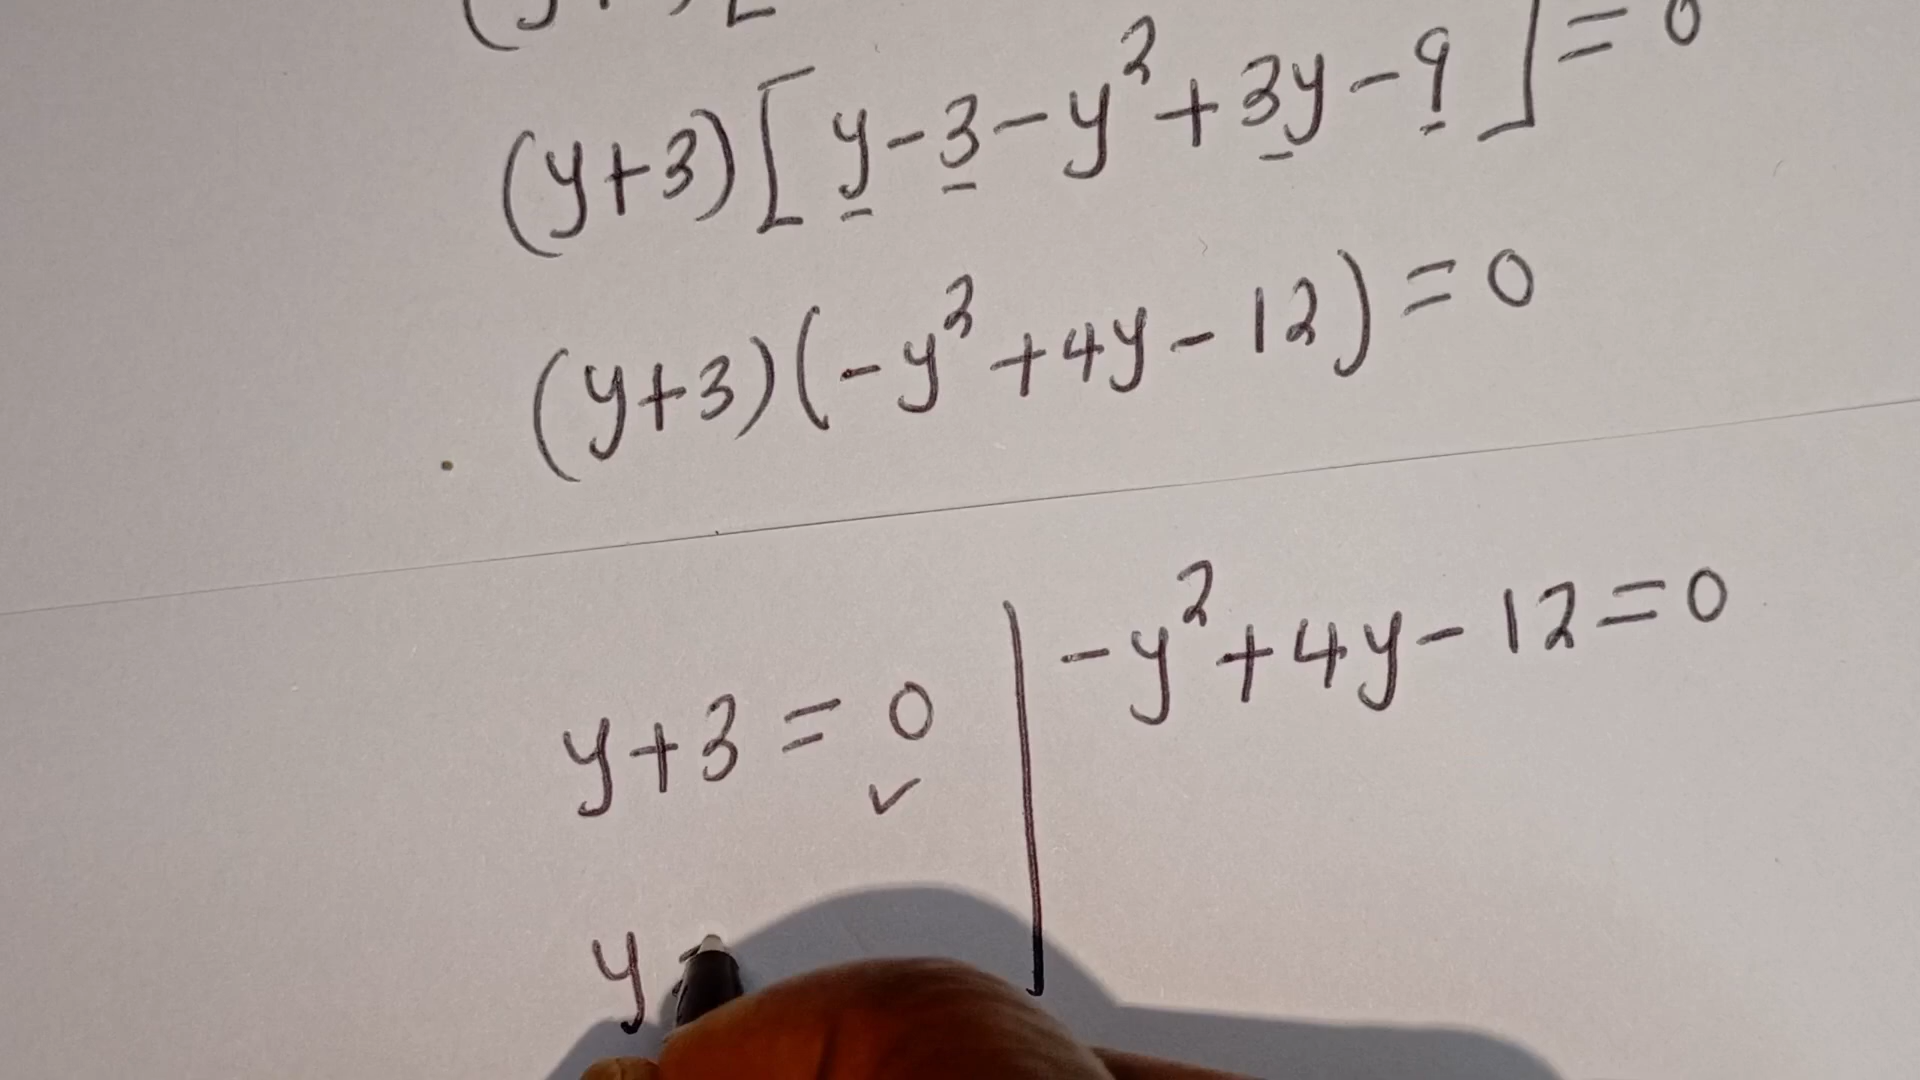 (y+3)[y-3-y²+3y-9]=0
(y+3)(-y²+4y-12)=0
y+3=0 | -y²+4y-12=0
y=